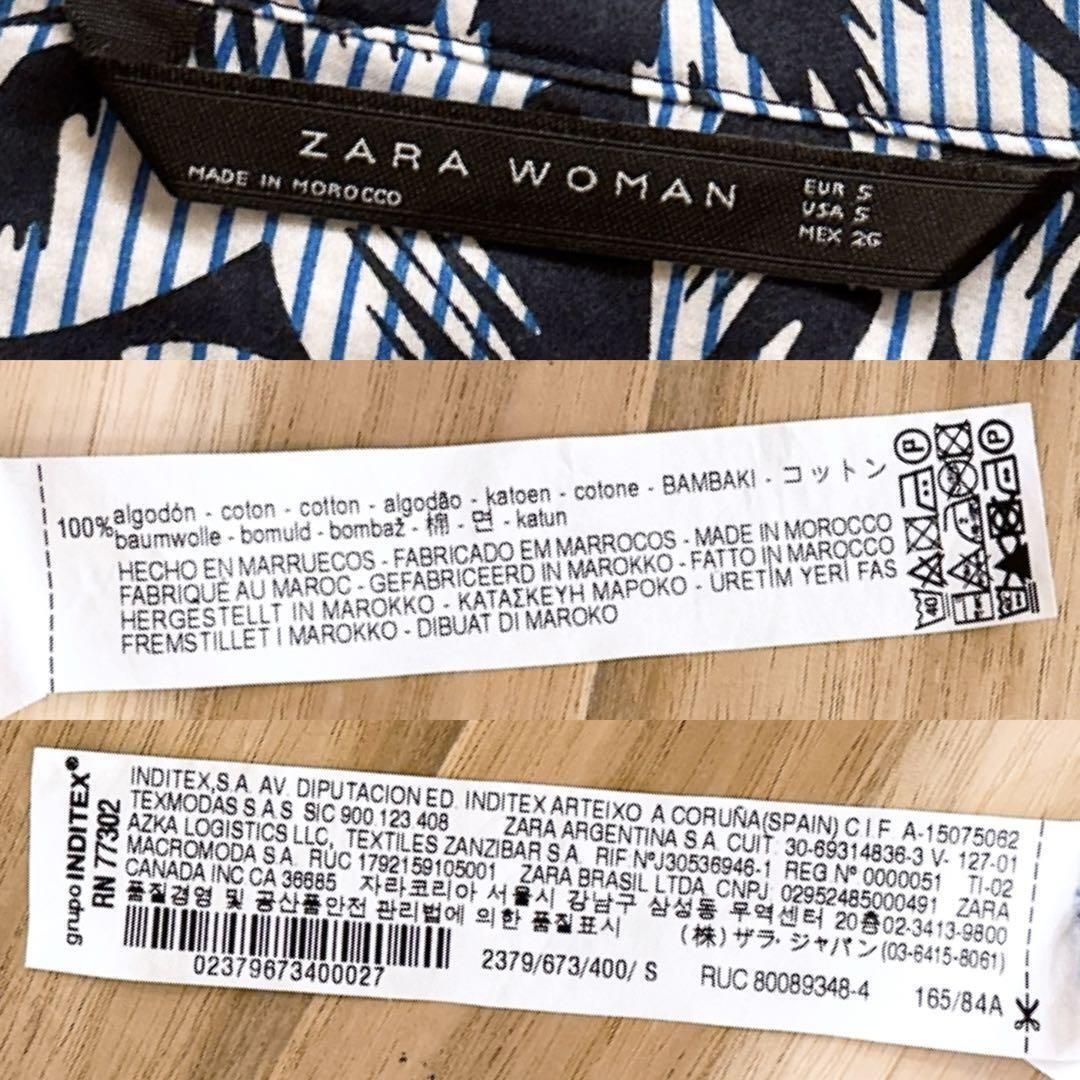 ZARA WOMAN
MADE IN MOROCCO
EUR S
USA S
MEX 26
100% algodón - coton - cotton - algodão - katoen - cotone - BAMBAKI - コットン
baumwolle - bomuld - bombaž - 棉 - 면 - katun
HECHO EN MARRUECOS - FABRICADO EM MARROCOS - MADE IN MOROCCO
FABRIQUÉ AU MAROC - GEFABRICEERD IN MAROKKO - FATTO IN MAROCCO
HERGESTELLT IN MAROKKO - ΚΑΤΑΣΚΕΥΗ ΜΑΡΟΚΟ - ÜRETİM YERİ FAS
FREMSTILLET I MAROKKO - DIBUAT DI MAROKO
P P
40
grupo INDITEX®
RN 77302
INDITEX,S.A. AV. DIPUTACION ED. INDITEX ARTEIXO A CORUÑA(SPAIN) C I F. A-15075062
TEXMODAS S A S SIC 900.123 408 ZARA ARGENTINA S.A. CUIT: 30-69314836-3 V- 127-01
AZKA LOGISTICS LLC, TEXTILES ZANZIBAR S.A. RIF NºJ30536946-1 REG Nº 0000051 TI-02
MACROMODA S.A. RUC 1792159105001 ZARA BRASIL LTDA. CNPJ 02952485000491 ZARA
CANADA INC CA 36685 자라코리아 서울시 강남구 삼성동 무역센터 20층02-3413-9800
품질경영 및 공산품안전 관리법에 의한 품질표시 (株)ザラ・ジャパン(03-6415-8061)
02379673400027 2379/673/400/ S RUC 80089348-4 165/84A